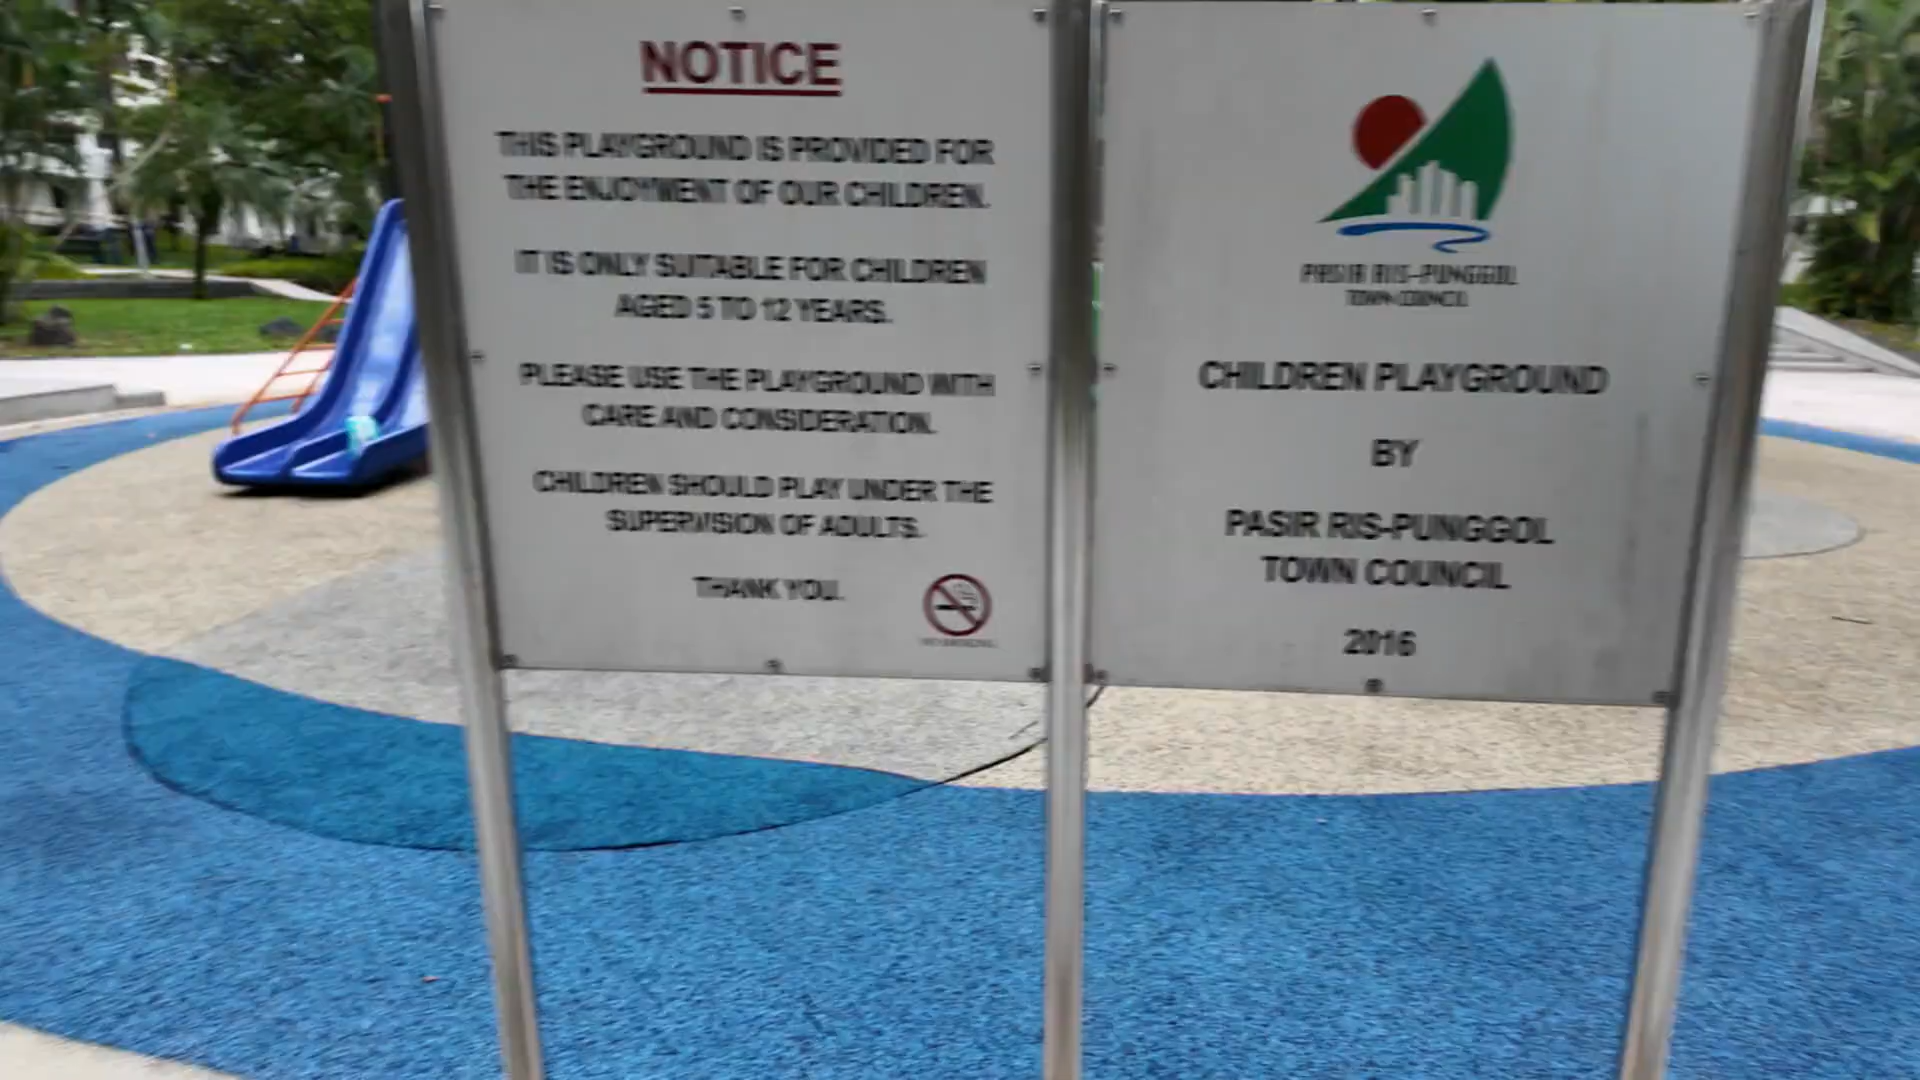 NOTICE
THIS PLAYGROUND IS PROVIDED FOR
THE ENJOYMENT OF OUR CHILDREN.
IT IS ONLY SUITABLE FOR CHILDREN
AGED 5 TO 12 YEARS.
PLEASE USE THE PLAYGROUND WITH
CARE AND CONSIDERATION.
CHILDREN SHOULD PLAY UNDER THE
SUPERVISION OF ADULTS.
THANK YOU.
PASIR RIS-PUNGGOL
TOWN COUNCIL
CHILDREN PLAYGROUND
BY
PASIR RIS-PUNGGOL
TOWN COUNCIL
2016